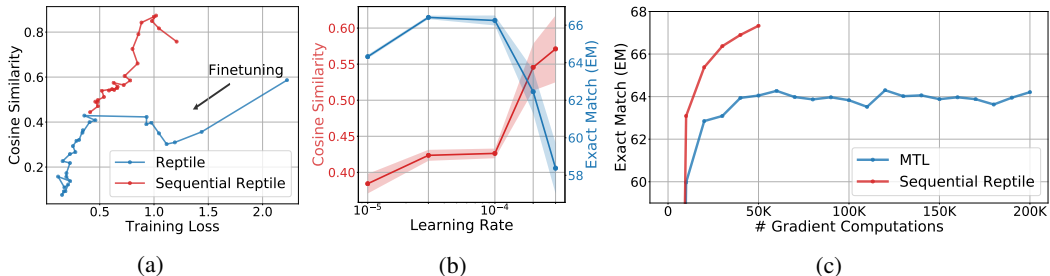 0.8
0.6
0.4
0.2
Cosine Similarity
0.5
1.0
1.5
2.0
Training Loss
Finetuning
Reptile
Sequential Reptile
(a)
0.60
0.55
0.50
0.45
0.40
Cosine Similarity
10⁻⁵
10⁻⁴
Learning Rate
66
64
62
60
58
Exact Match (EM)
(b)
68
66
64
62
60
Exact Match (EM)
0
50K
100K
150K
200K
# Gradient Computations
MTL
Sequential Reptile
(c)